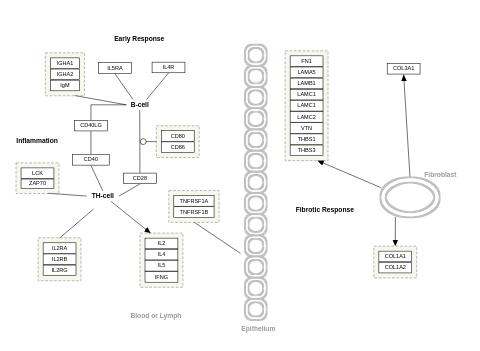 Early Response
IGHA1
IGHA2
IgM
IL5RA
IL4R
B-cell
CD40LG
CD80
CD86
Inflammation
CD40
LCK
ZAP70
CD28
TH-cell
TNFRSF1A
TNFRSF1B
IL2RA
IL2RB
IL2RG
IL2
IL4
IL5
IFNG
Blood or Lymph
Epithelium
FN1
LAMA5
LAMB1
LAMC1
LAMC1
LAMC2
VTN
THBS1
THBS3
COL3A1
Fibroblast
Fibrotic Response
COL1A1
COL1A2